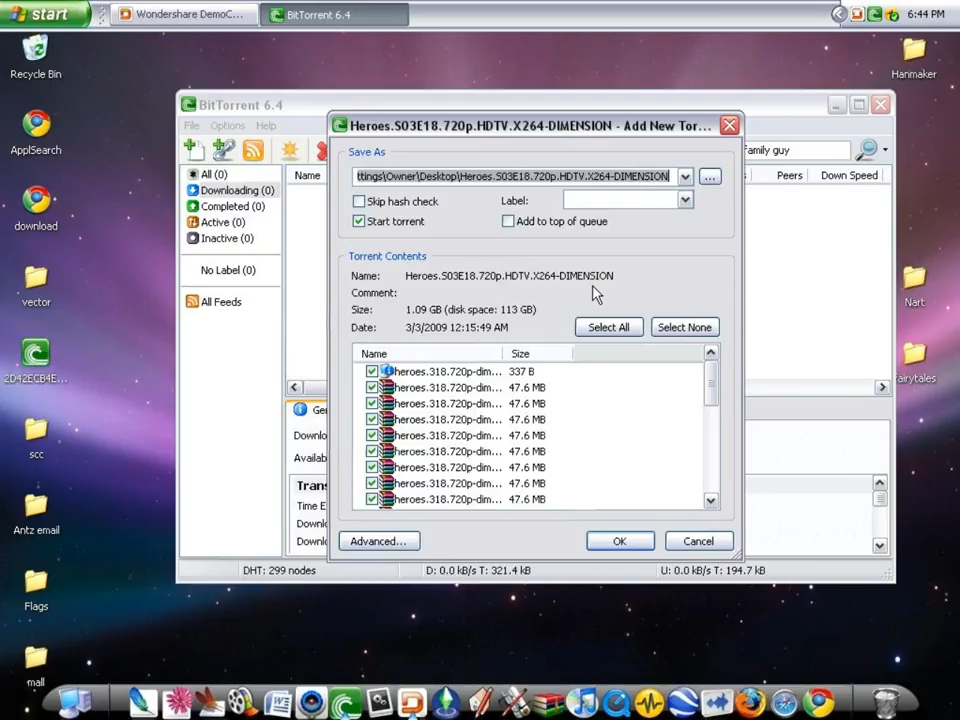 start
Wondershare DemoC...
BitTorrent 6.4
6:44 PM
Recycle Bin
ApplSearch
download
vector
2D42ECB4E...
scc
Antz email
Flags
mall
Hanmaker
Nart
fairytales
BitTorrent 6.4
File Options Help
family guy
All (0)
Downloading (0)
Completed (0)
Active (0)
Inactive (0)
No Label (0)
All Feeds
Name
Peers
Down Speed
Heroes.S03E18.720p.HDTV.X264-DIMENSION - Add New Tor...
Save As
ttings\Owner\Desktop\Heroes.S03E18.720p.HDTV.X264-DIMENSION
...
Skip hash check
Label:
Start torrent
Add to top of queue
Torrent Contents
Name: Heroes.S03E18.720p.HDTV.X264-DIMENSION
Comment:
Size: 1.09 GB (disk space: 113 GB)
Date: 3/3/2009 12:15:49 AM
Select All
Select None
Name Size
heroes.318.720p-dim... 337 B
heroes.318.720p-dim... 47.6 MB
heroes.318.720p-dim... 47.6 MB
heroes.318.720p-dim... 47.6 MB
heroes.318.720p-dim... 47.6 MB
heroes.318.720p-dim... 47.6 MB
heroes.318.720p-dim... 47.6 MB
heroes.318.720p-dim... 47.6 MB
heroes.318.720p-dim... 47.6 MB
Advanced...
OK
Cancel
Ge
Downlo
Availab
Trans
Time E
Downlo
Downlo
DHT: 299 nodes
D: 0.0 kB/s T: 321.4 kB
U: 0.0 kB/s T: 194.7 kB